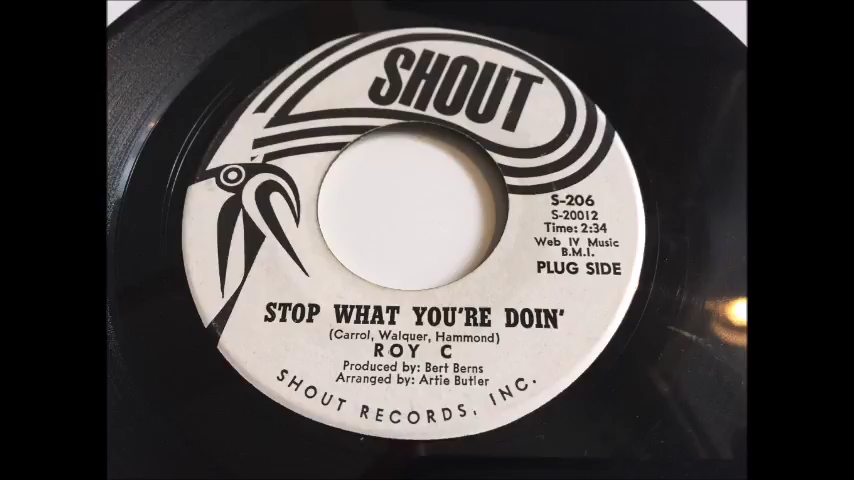 SHOUT
S-206
S-20012
Time: 2:34
Web IV Music
B.M.I.
PLUG SIDE
STOP WHAT YOU'RE DOIN'
(Carrol, Walquer, Hammond)
ROY C
Produced by: Bert Berns
Arranged by: Artie Butler
SHOUT RECORDS, INC.